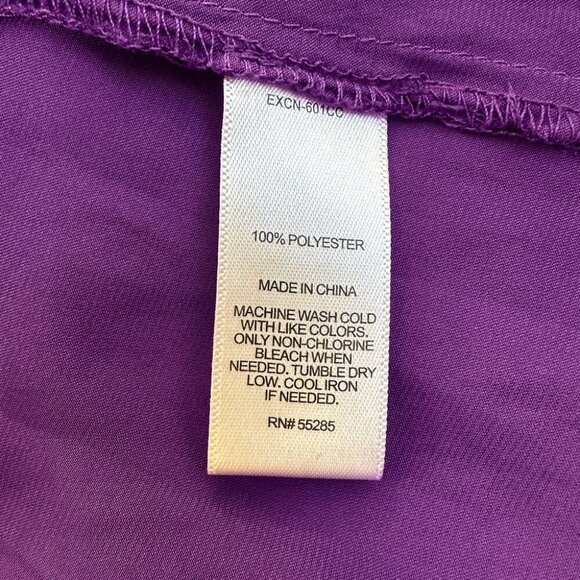 EXCN-601CC
100% POLYESTER
MADE IN CHINA
MACHINE WASH COLD
WITH LIKE COLORS.
ONLY NON-CHLORINE
BLEACH WHEN
NEEDED. TUMBLE DRY
LOW. COOL IRON
IF NEEDED.
RN# 55285